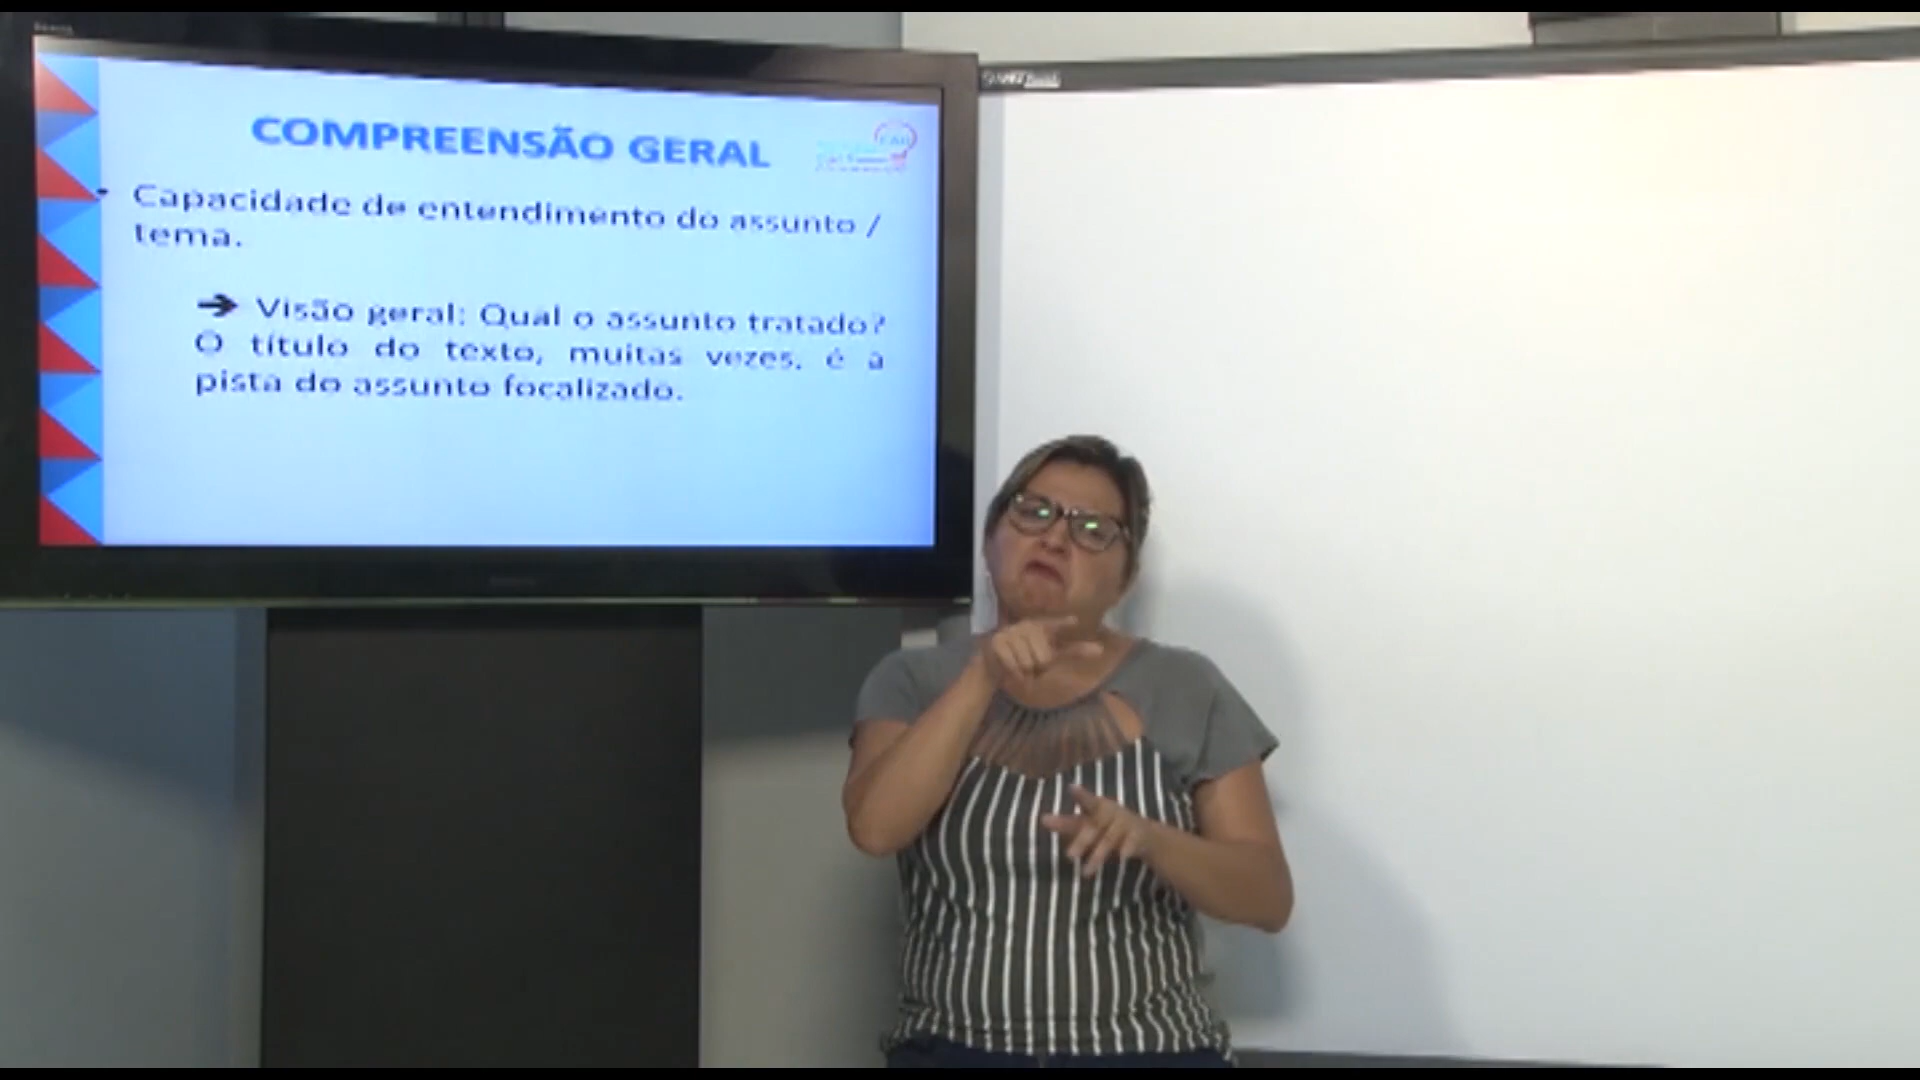 COMPREENSÃO GERAL
• Capacidade de entendimento do assunto /
tema.
➔ Visão geral: Qual o assunto tratado?
O título do texto, muitas vezes, é a
pista do assunto focalizado.